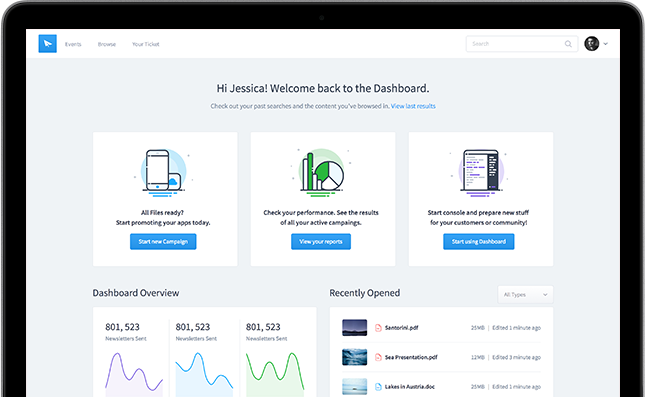 Events Browse Your Ticket Search
Hi Jessica! Welcome back to the Dashboard.
Check out your past searches and the content you've browsed in. View last results
All Files ready?
Start promoting your apps today.
Start new Campaign
Check your performance. See the results
of all your active campaings.
View your reports
Start console and prepare new stuff
for your customers or community!
Start using Dashboard
Dashboard Overview
801, 523
Newsletters Sent
801, 523
Newsletters Sent
801, 523
Newsletters Sent
Recently Opened
All Types
Santorini.pdf 25MB | Edited 1 minute ago
Sea Presentation.pdf 12MB | Edited 3 minute ago
Lakes in Austria.doc 25MB | Edited 1 minute ago